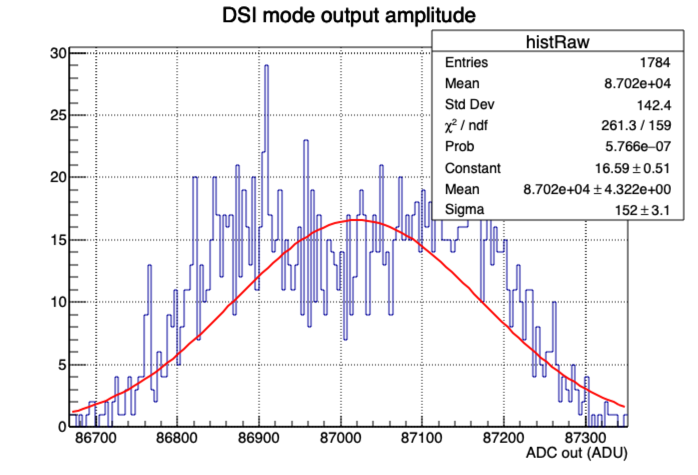 DSI mode output amplitude
histRaw
Entries 1784
Mean 8.702e+04
Std Dev 142.4
χ² / ndf 261.3 / 159
Prob 5.766e−07
Constant 16.59 ± 0.51
Mean 8.702e+04 ± 4.322e+00
Sigma 152 ± 3.1
30
25
20
15
10
5
0
86700 86800 86900 87000 87100 87200 87300
ADC out (ADU)